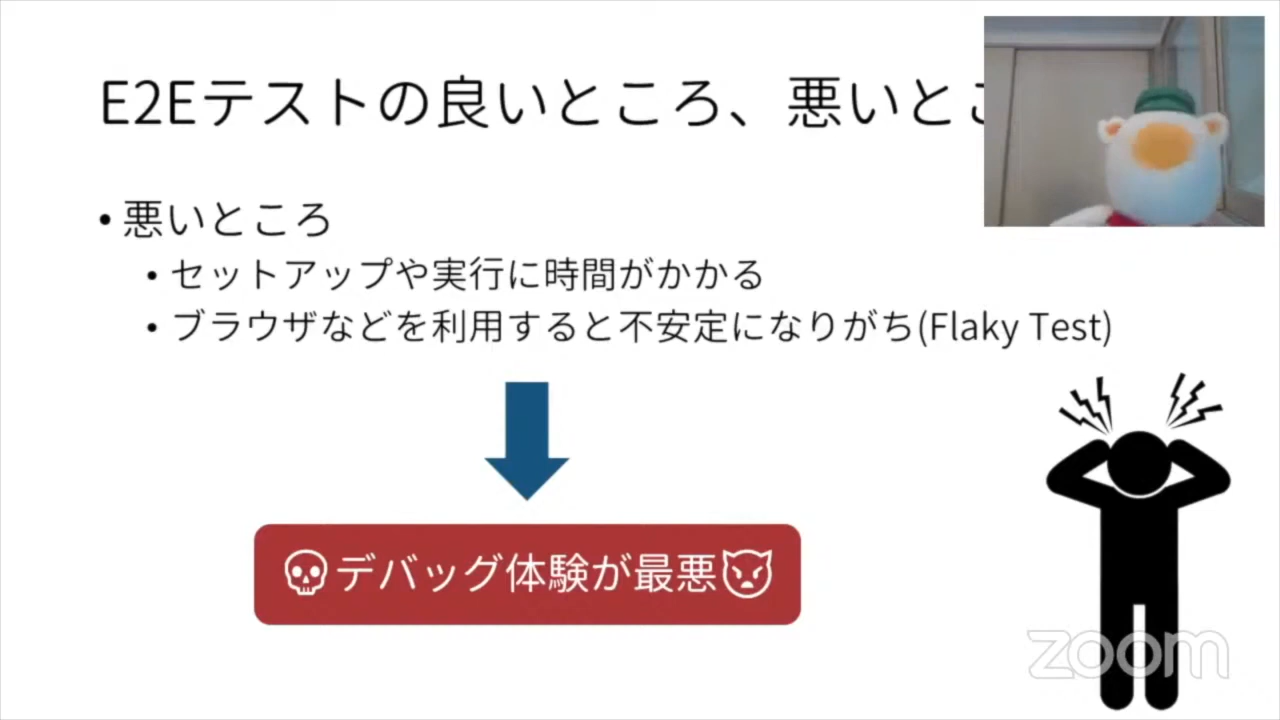 E2Eテストの良いところ、悪いとこ
• 悪いところ
• セットアップや実行に時間がかかる
• ブラウザなどを利用すると不安定になりがち(Flaky Test)
💀デバッグ体験が最悪👿
zoom